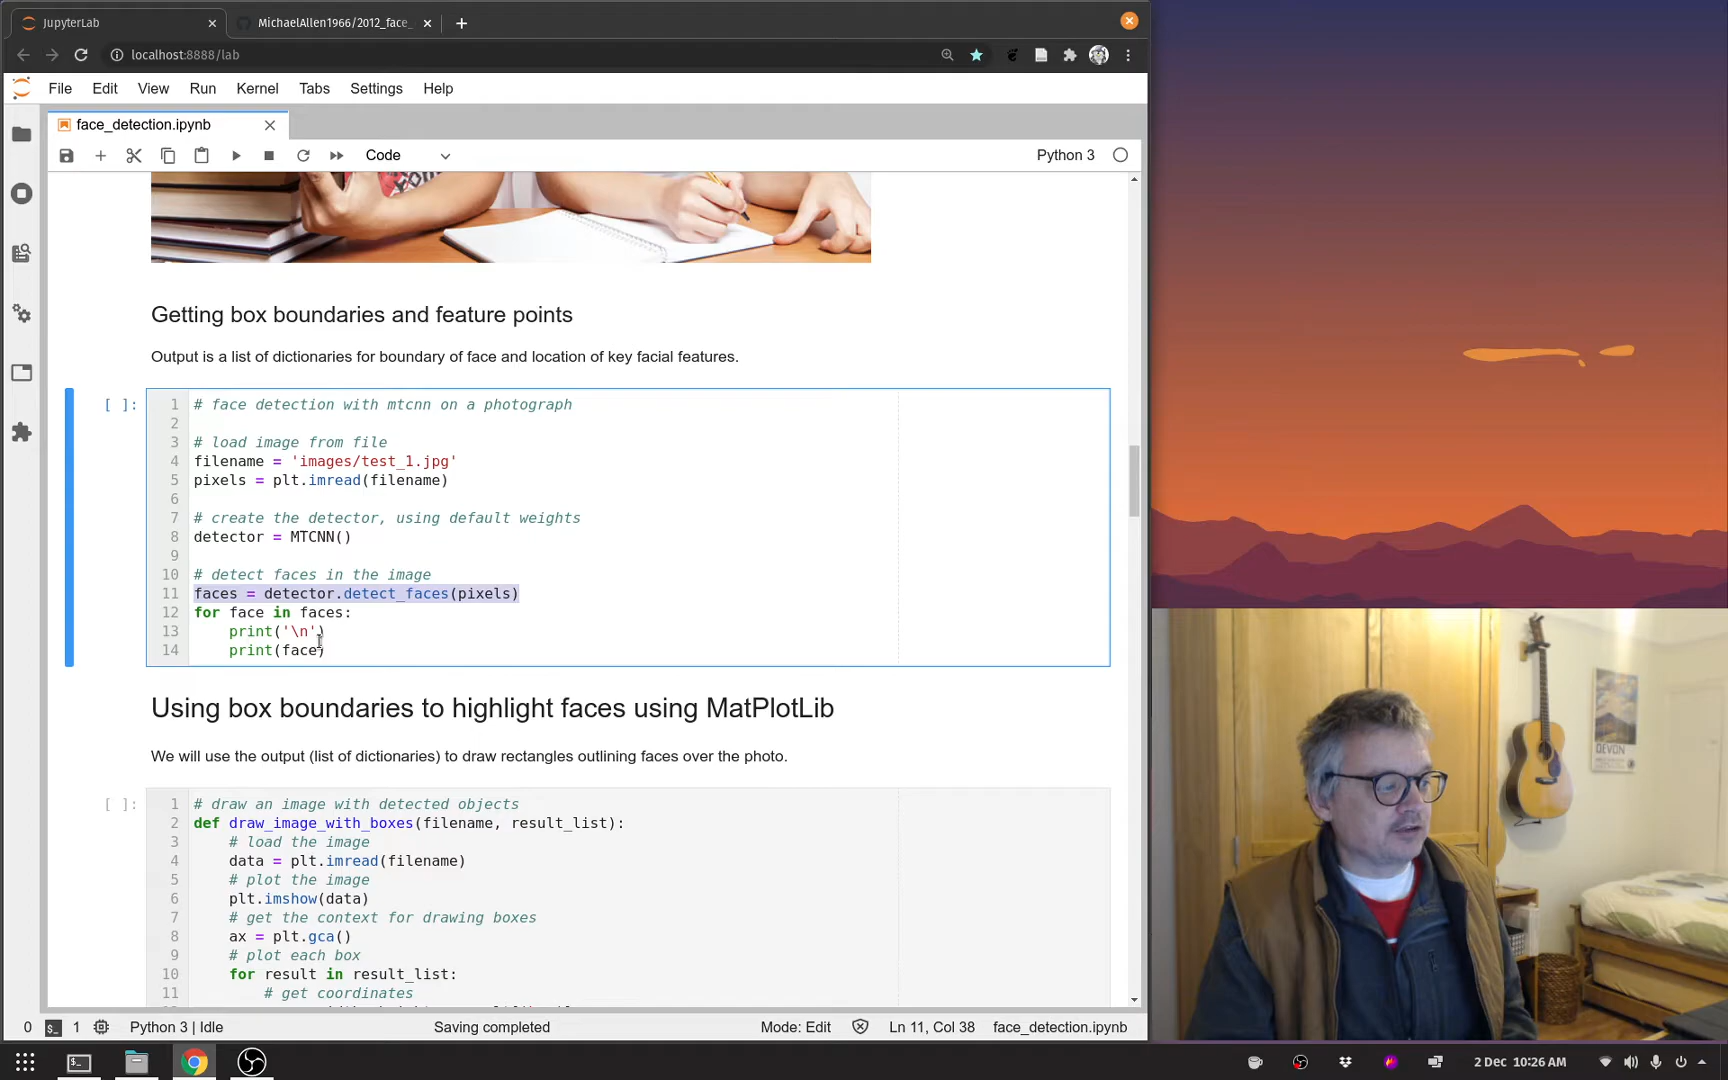 JupyterLab
MichaelAllen1966/2012_face_
localhost:8888/lab
File Edit View Run Kernel Tabs Settings Help
face_detection.ipynb
Code
Python 3
Getting box boundaries and feature points
Output is a list of dictionaries for boundary of face and location of key facial features.
[ ]:
1 # face detection with mtcnn on a photograph
2
3 # load image from file
4 filename = 'images/test_1.jpg'
5 pixels = plt.imread(filename)
6
7 # create the detector, using default weights
8 detector = MTCNN()
9
10 # detect faces in the image
11 faces = detector.detect_faces(pixels)
12 for face in faces:
13 print('\n')
14 print(face)
Using box boundaries to highlight faces using MatPlotLib
We will use the output (list of dictionaries) to draw rectangles outlining faces over the photo.
[ ]:
1 # draw an image with detected objects
2 def draw_image_with_boxes(filename, result_list):
3 # load the image
4 data = plt.imread(filename)
5 # plot the image
6 plt.imshow(data)
7 # get the context for drawing boxes
8 ax = plt.gca()
9 # plot each box
10 for result in result_list:
11 # get coordinates
DEVON
0 1 Python 3 | Idle Saving completed Mode: Edit Ln 11, Col 38 face_detection.ipynb
2 Dec 10:26 AM